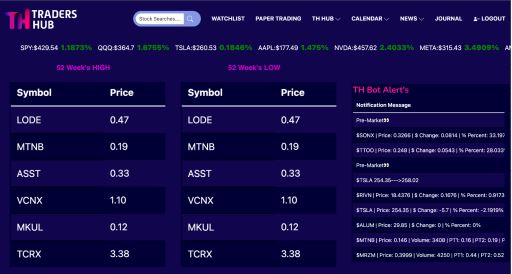 TH TRADERS HUB
Stock Searches.... WATCHLIST PAPER TRADING TH HUB CALENDAR NEWS JOURNAL LOGOUT
SPY:$429.54 1.1873% QQQ:$364.7 1.6755% TSLA:$260.53 0.1846% AAPL:$177.49 1.475% NVDA:$457.62 2.4033% META:$315.43 3.4909%
52 Week's HIGH
Symbol Price
LODE 0.47
MTNB 0.19
ASST 0.33
VCNX 1.10
MKUL 0.12
TCRX 3.38
52 Week's LOW
Symbol Price
LODE 0.47
MTNB 0.19
ASST 0.33
VCNX 1.10
MKUL 0.12
TCRX 3.38
TH Bot Alert's
Notification Message
Pre-Market
$SONX | Price: 0.3266 | $ Change: 0.0814 | % Percent: 33.197
$TTOO | Price: 0.248 | $ Change: 0.0543 | % Percent: 28.033
Pre-Market
$TSLA 254.35--->258.02
$RIVN | Price: 18.4376 | $ Change: 0.1676 | % Percent: 0.9173
$TSLA | Price: 254.35 | $ Change: -5.7 | % Percent: -2.1919%
$ALUM | Price: 29.85 | $ Change: 0 | % Percent: 0%
$MTNB | Price: 0.146 | Volume: 3408 | PT1: 0.16 | PT2: 0.19 |
$MRZM | Price: 0.3999 | Volume: 4250 | PT1: 0.44 | PT2: 0.52